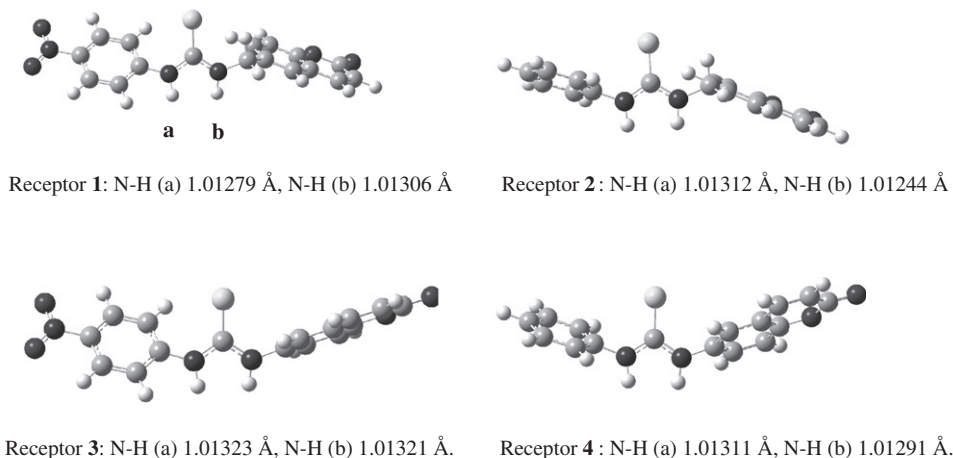 a b
Receptor 1: N-H (a) 1.01279 Å, N-H (b) 1.01306 Å
Receptor 2 : N-H (a) 1.01312 Å, N-H (b) 1.01244 Å
Receptor 3: N-H (a) 1.01323 Å, N-H (b) 1.01321 Å.
Receptor 4 : N-H (a) 1.01311 Å, N-H (b) 1.01291 Å.